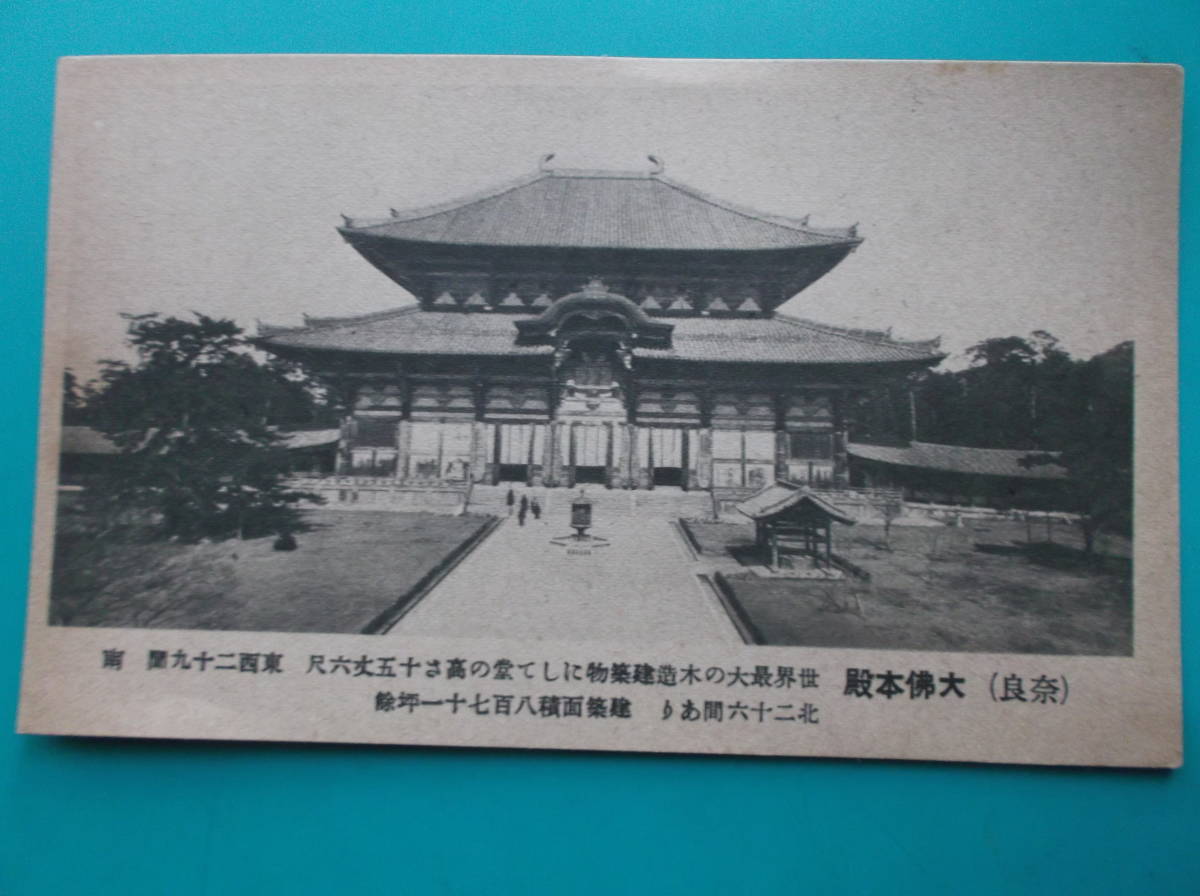 （奈良）大佛本殿　世界最大の木造建築物にして堂の高さ十五丈六尺　東西二十九間　南
北二十六間あり　建築面積八百七十一坪餘